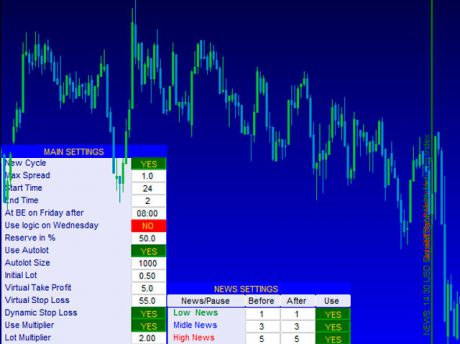 MAIN SETTINGS
New Cycle YES
Max Spread 1.0
Start Time 24
End Time 2
At BE on Friday after 08:00
Use logic on Wednesday NO
Reserve in % 50.0
Use Autolot YES
Autolot Size 1000
Initial Lot 0.50
Virtual Take Profit 5.0
Virtual Stop Loss 55.0
Dynamic Stop Loss YES
Use Multiplier YES
Lot Multiplier 2.00
NEWS SETTINGS
News/Pause Before After Use
Low News 1 1 YES
Midle News 3 3 YES
High News 5 5 YES
NEWS 14:30 USD